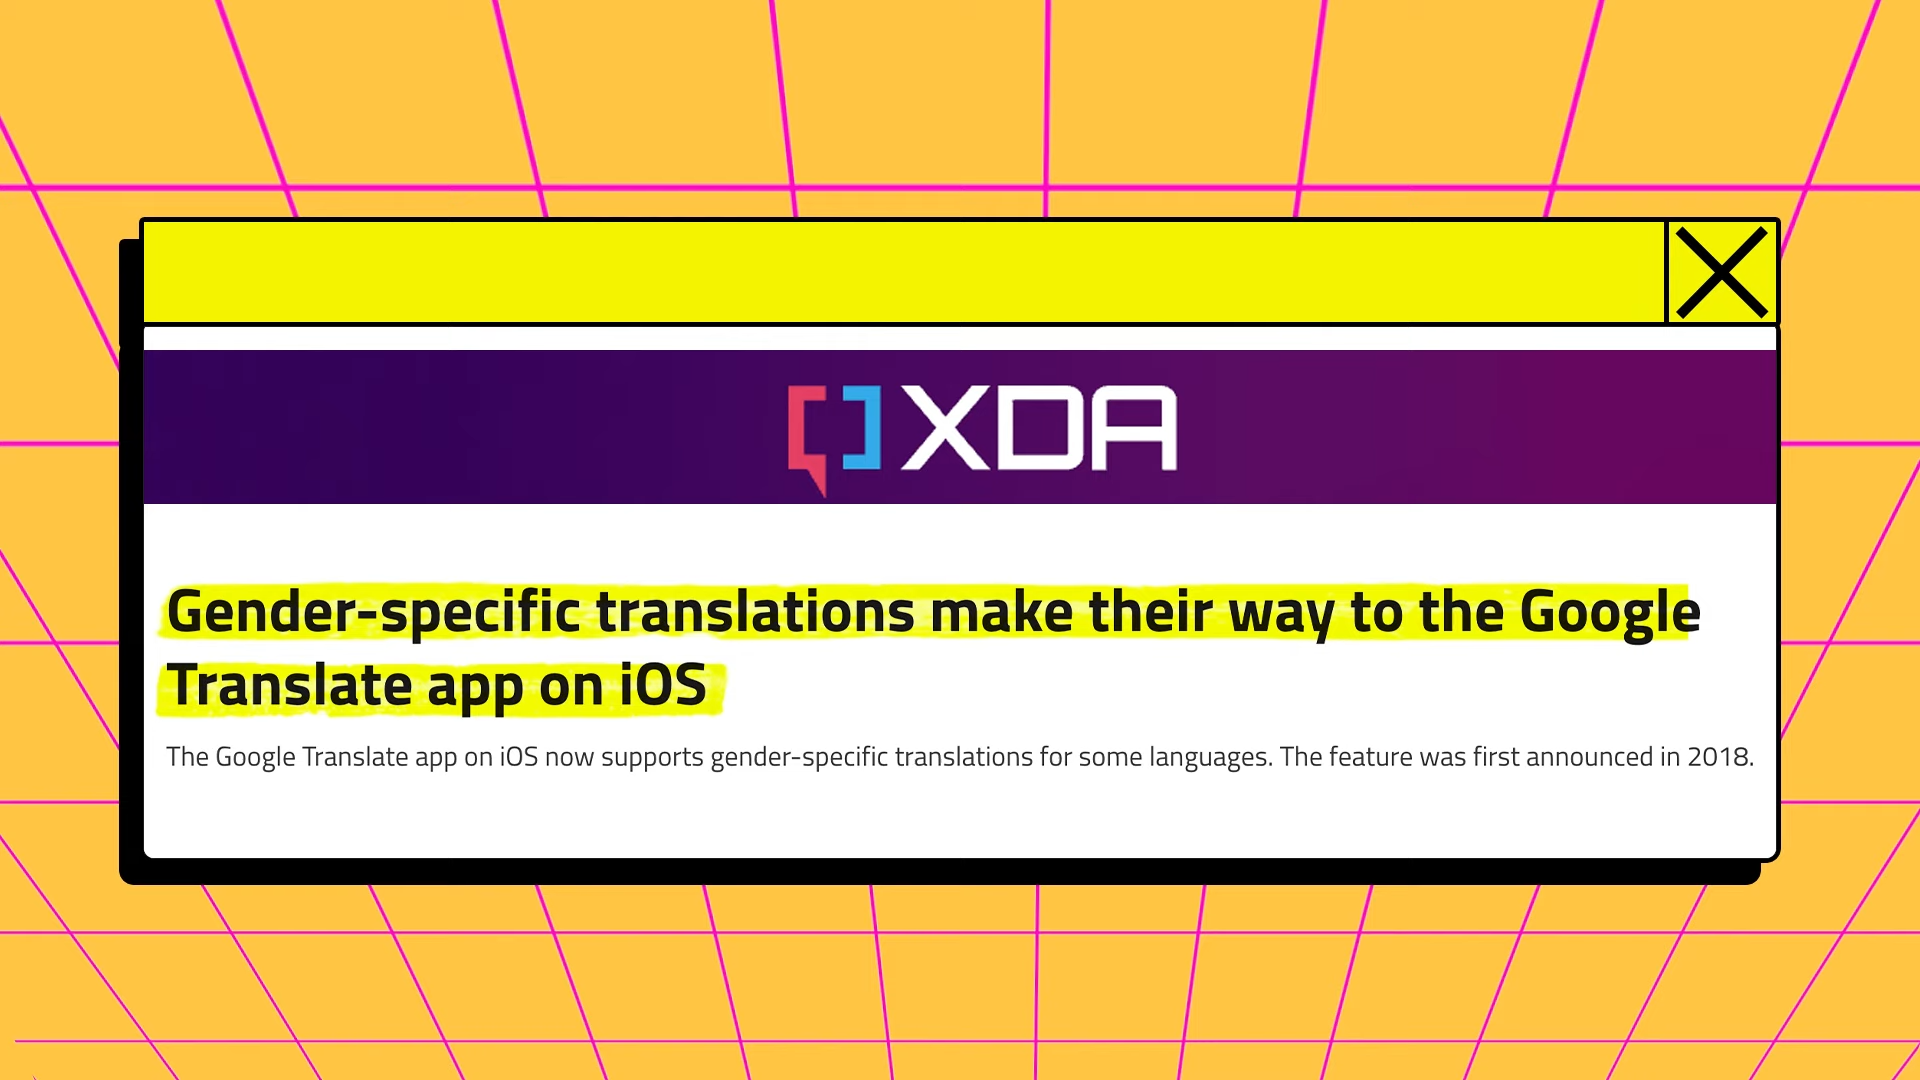 XDA
Gender-specific translations make their way to the Google
Translate app on iOS
The Google Translate app on iOS now supports gender-specific translations for some languages. The feature was first announced in 2018.